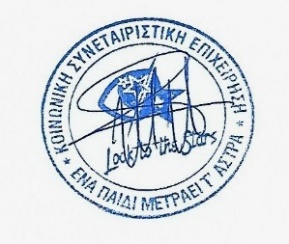 ΚΟΙΝΩΝΙΚΗ ΣΥΝΕΤΑΙΡΙΣΤΙΚΗ ΕΠΙΧΕΙΡΗΣΗ
Look to the Stars
* ΕΝΑ ΠΑΙΔΙ ΜΕΤΡΑΕΙ Τ' ΑΣΤΡΑ *